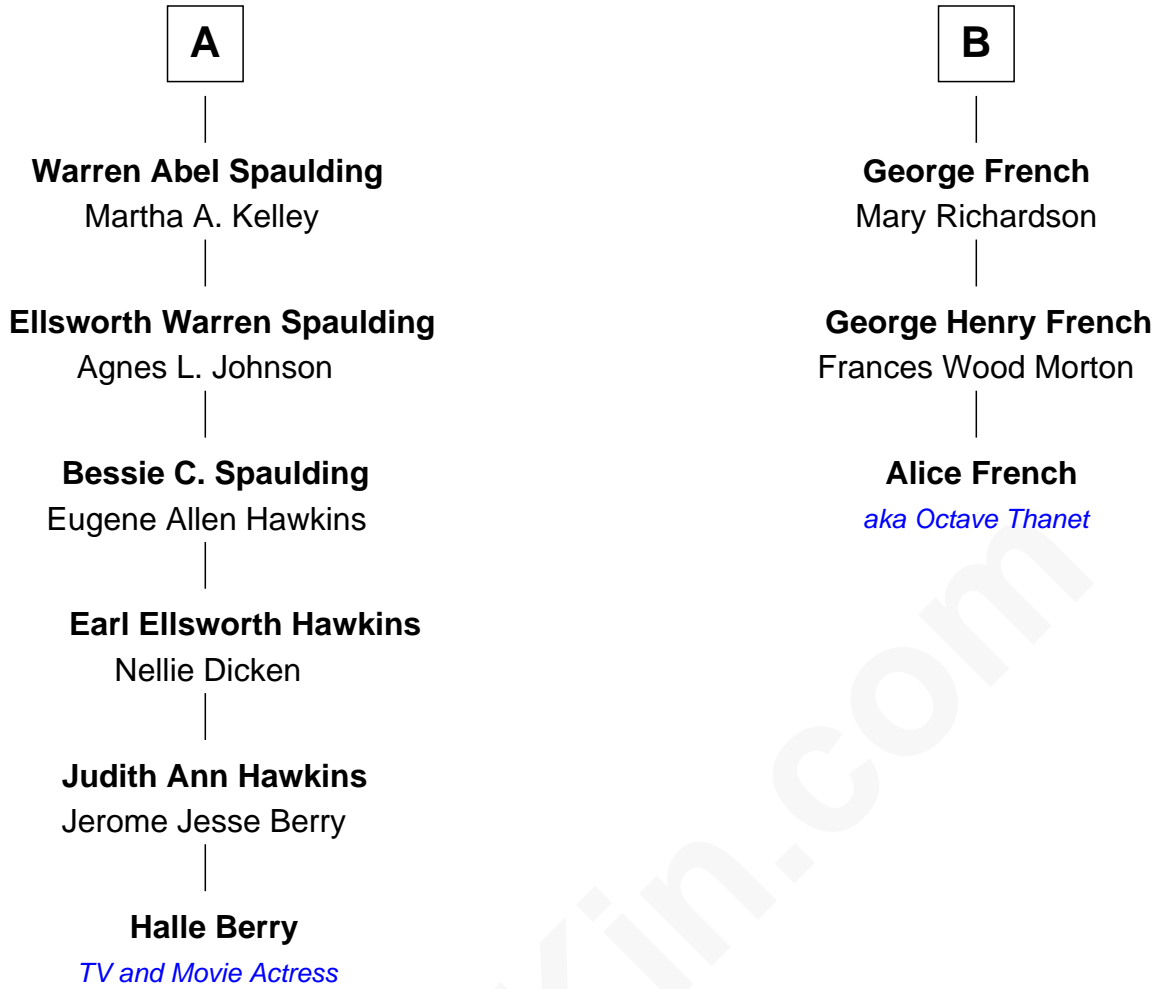 A
Warren Abel Spaulding
Martha A. Kelley
Ellsworth Warren Spaulding
Agnes L. Johnson
Bessie C. Spaulding
Eugene Allen Hawkins
Earl Ellsworth Hawkins
Nellie Dicken
Judith Ann Hawkins
Jerome Jesse Berry
Halle Berry
TV and Movie Actress
B
George French
Mary Richardson
George Henry French
Frances Wood Morton
Alice French
aka Octave Thanet
Kin.com